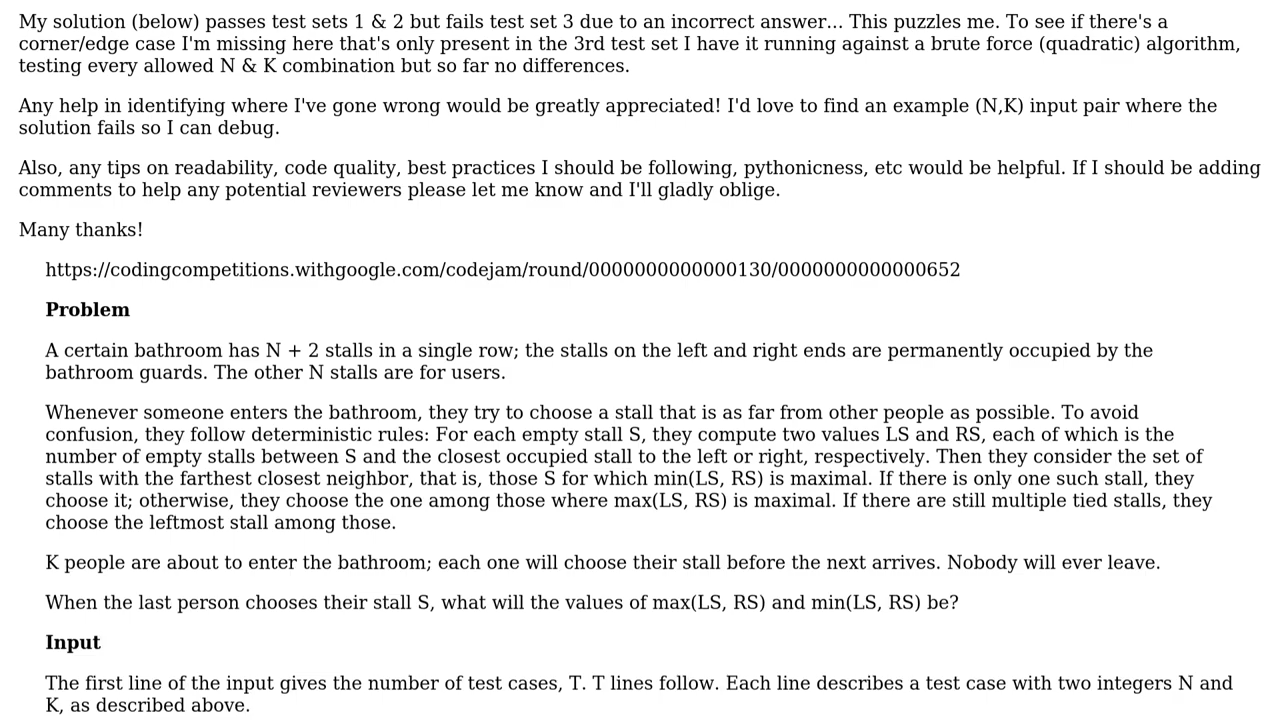 My solution (below) passes test sets 1 & 2 but fails test set 3 due to an incorrect answer... This puzzles me. To see if there's a
corner/edge case I'm missing here that's only present in the 3rd test set I have it running against a brute force (quadratic) algorithm,
testing every allowed N & K combination but so far no differences.
Any help in identifying where I've gone wrong would be greatly appreciated! I'd love to find an example (N,K) input pair where the
solution fails so I can debug.
Also, any tips on readability, code quality, best practices I should be following, pythonicness, etc would be helpful. If I should be adding
comments to help any potential reviewers please let me know and I'll gladly oblige.
Many thanks!
https://codingcompetitions.withgoogle.com/codejam/round/0000000000000130/0000000000000652
Problem
A certain bathroom has N + 2 stalls in a single row; the stalls on the left and right ends are permanently occupied by the
bathroom guards. The other N stalls are for users.
Whenever someone enters the bathroom, they try to choose a stall that is as far from other people as possible. To avoid
confusion, they follow deterministic rules: For each empty stall S, they compute two values LS and RS, each of which is the
number of empty stalls between S and the closest occupied stall to the left or right, respectively. Then they consider the set of
stalls with the farthest closest neighbor, that is, those S for which min(LS, RS) is maximal. If there is only one such stall, they
choose it; otherwise, they choose the one among those where max(LS, RS) is maximal. If there are still multiple tied stalls, they
choose the leftmost stall among those.
K people are about to enter the bathroom; each one will choose their stall before the next arrives. Nobody will ever leave.
When the last person chooses their stall S, what will the values of max(LS, RS) and min(LS, RS) be?
Input
The first line of the input gives the number of test cases, T. T lines follow. Each line describes a test case with two integers N and
K, as described above.